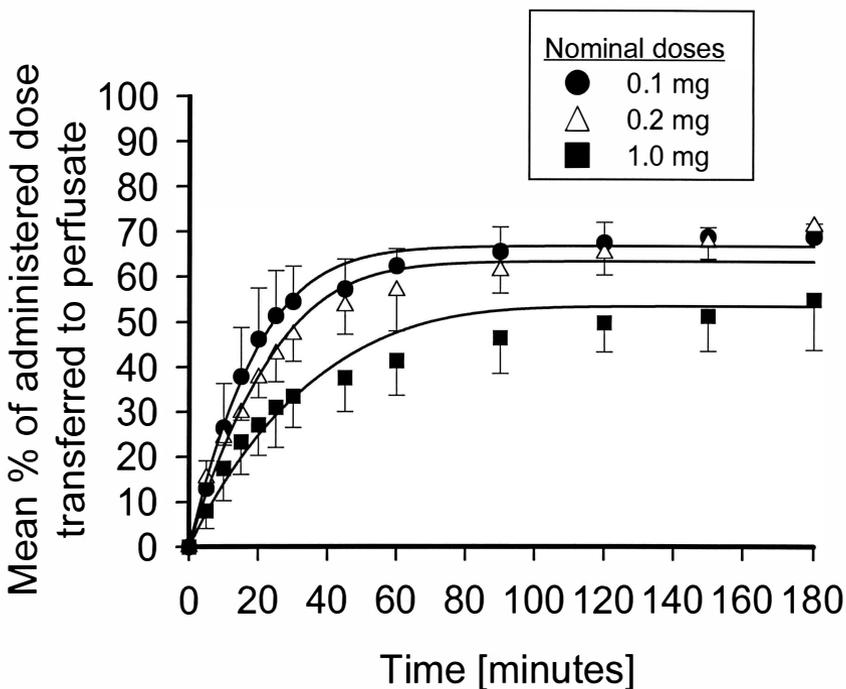 Nominal doses
0.1 mg
0.2 mg
1.0 mg
Mean % of administered dose
transferred to perfusate
100
90
80
70
60
50
40
30
20
10
0
0 20 40 60 80 100 120 140 160 180
Time [minutes]